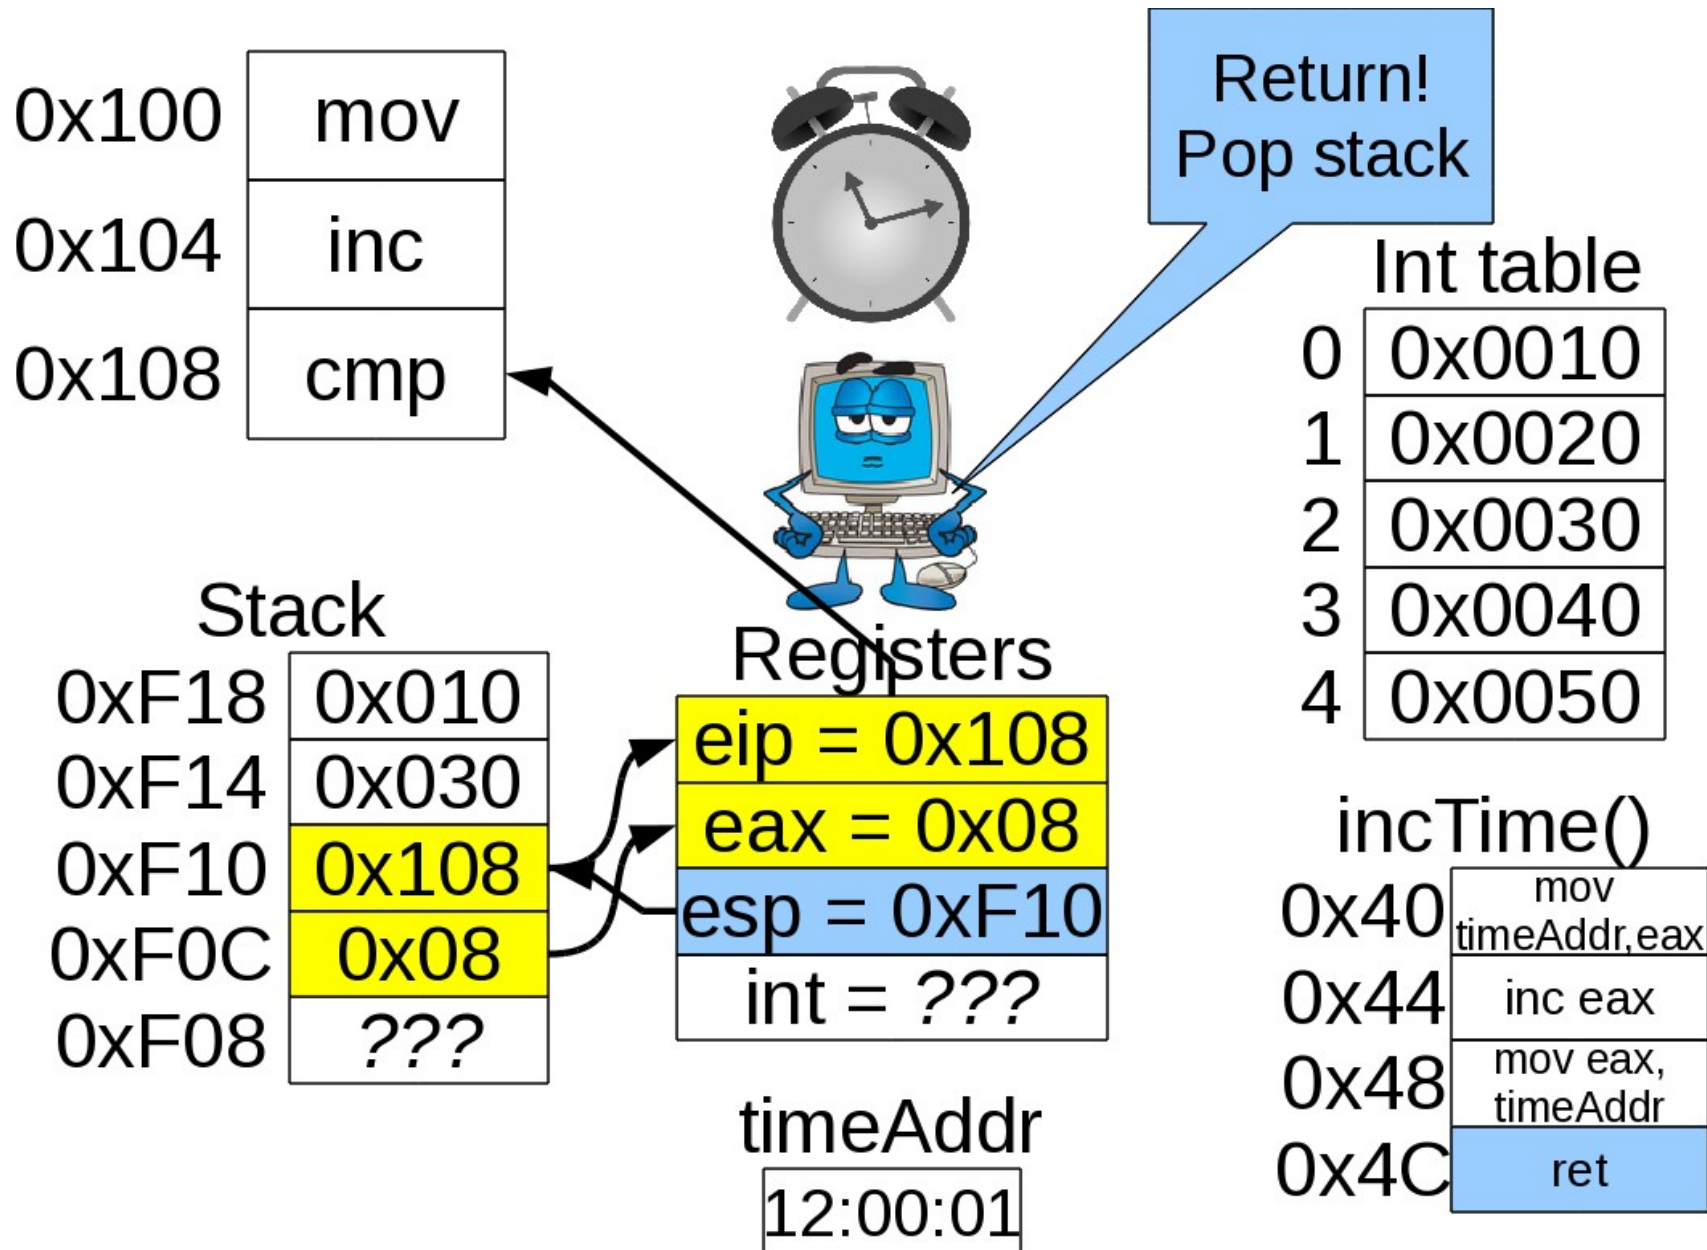 0x100 mov
0x104 inc
0x108 cmp
Return!
Pop stack
Int table
0 0x0010
1 0x0020
2 0x0030
3 0x0040
4 0x0050
Stack
0xF18 0x010
0xF14 0x030
0xF10 0x108
0xF0C 0x08
0xF08 ???
Registers
eip = 0x108
eax = 0x08
esp = 0xF10
int = ???
timeAddr
12:00:01
incTime()
0x40 mov
timeAddr,eax
0x44 inc eax
0x48 mov eax,
timeAddr
0x4C ret